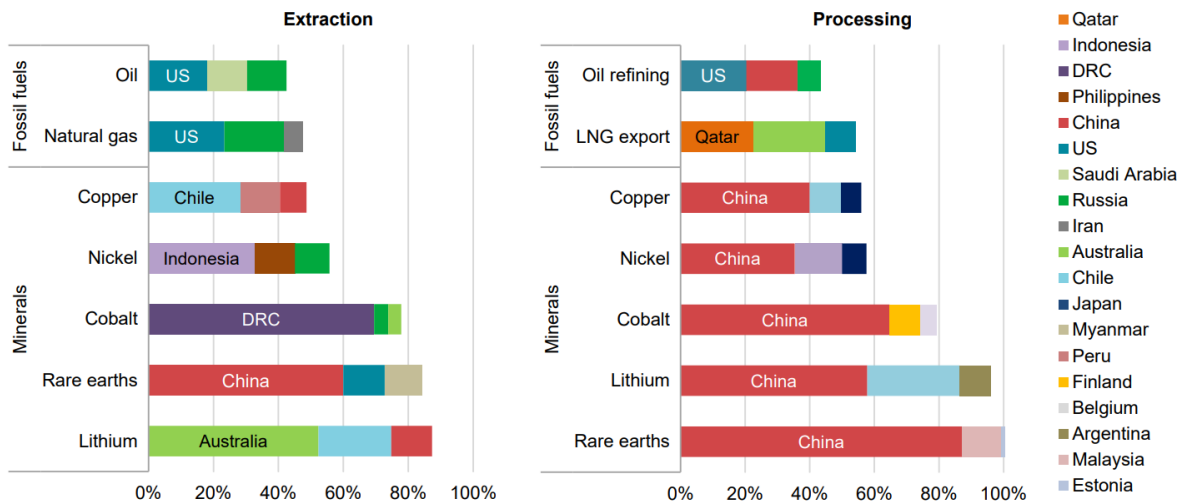 Extraction
Fossil fuels
Oil
US
Natural gas
US
Minerals
Copper
Chile
Nickel
Indonesia
Cobalt
DRC
Rare earths
China
Lithium
Australia
0% 20% 40% 60% 80% 100%
Processing
Fossil fuels
Oil refining
US
LNG export
Qatar
Minerals
Copper
China
Nickel
China
Cobalt
China
Lithium
China
Rare earths
China
0% 20% 40% 60% 80% 100%
Qatar
Indonesia
DRC
Philippines
China
US
Saudi Arabia
Russia
Iran
Australia
Chile
Japan
Myanmar
Peru
Finland
Belgium
Argentina
Malaysia
Estonia